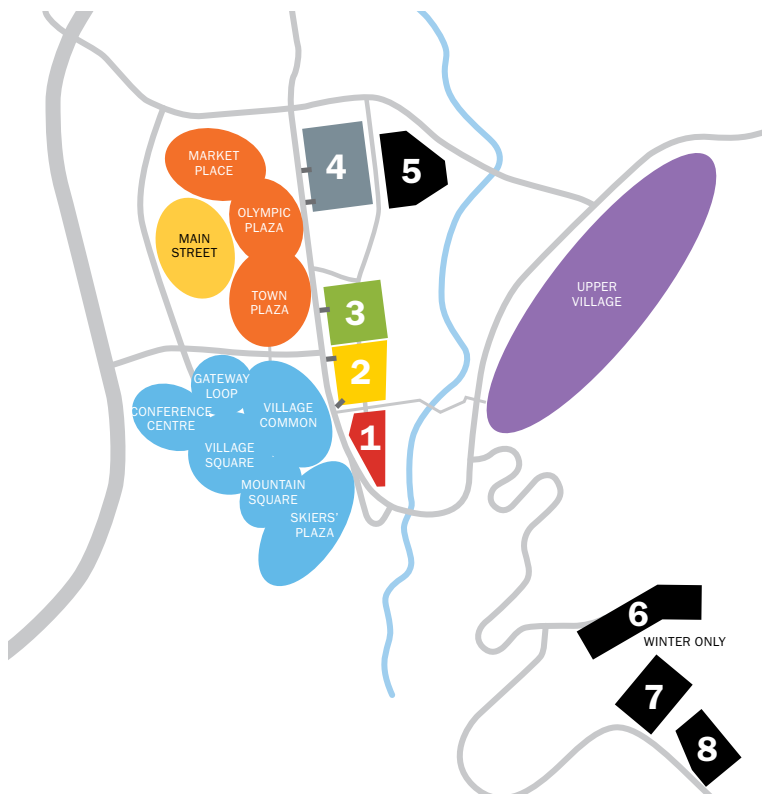 4
5
MARKET
PLACE
OLYMPIC
PLAZA
MAIN
STREET
TOWN
PLAZA
UPPER
VILLAGE
3
2
GATEWAY
LOOP
CONFERENCE
CENTRE
VILLAGE
COMMON
1
VILLAGE
SQUARE
MOUNTAIN
SQUARE
SKIERS'
PLAZA
6
WINTER ONLY
7
8